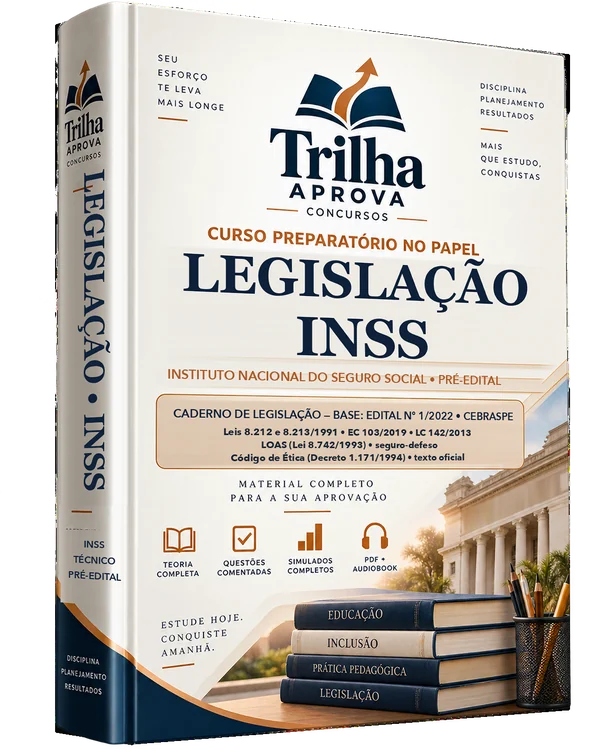 SEU
ESFORÇO
TE LEVA
MAIS LONGE
DISCIPLINA
PLANEJAMENTO
RESULTADOS
MAIS
QUE ESTUDO,
CONQUISTAS
Trilha
APROVA
CONCURSOS
CURSO PREPARATÓRIO NO PAPEL
LEGISLAÇÃO
INSS
INSTITUTO NACIONAL DO SEGURO SOCIAL • PRÉ-EDITAL
CADERNO DE LEGISLAÇÃO – BASE: EDITAL Nº 1/2022 • CEBRASPE
Leis 8.212 e 8.213/1991 • EC 103/2019 • LC 142/2013
LOAS (Lei 8.742/1993) • seguro-defeso
Código de Ética (Decreto 1.171/1994) • texto oficial
MATERIAL COMPLETO
PARA A SUA APROVAÇÃO
TEORIA
COMPLETA
QUESTÕES
COMENTADAS
SIMULADOS
COMPLETOS
PDF +
AUDIOBOOK
ESTUDE HOJE.
CONQUISTE
AMANHÃ.
EDUCAÇÃO
INCLUSÃO
PRÁTICA PEDAGÓGICA
LEGISLAÇÃO
Trilha
APROVA
CONCURSOS
LEGISLAÇÃO • INSS
INSS
TÉCNICO
PRÉ-EDITAL
DISCIPLINA
PLANEJAMENTO
RESULTADOS